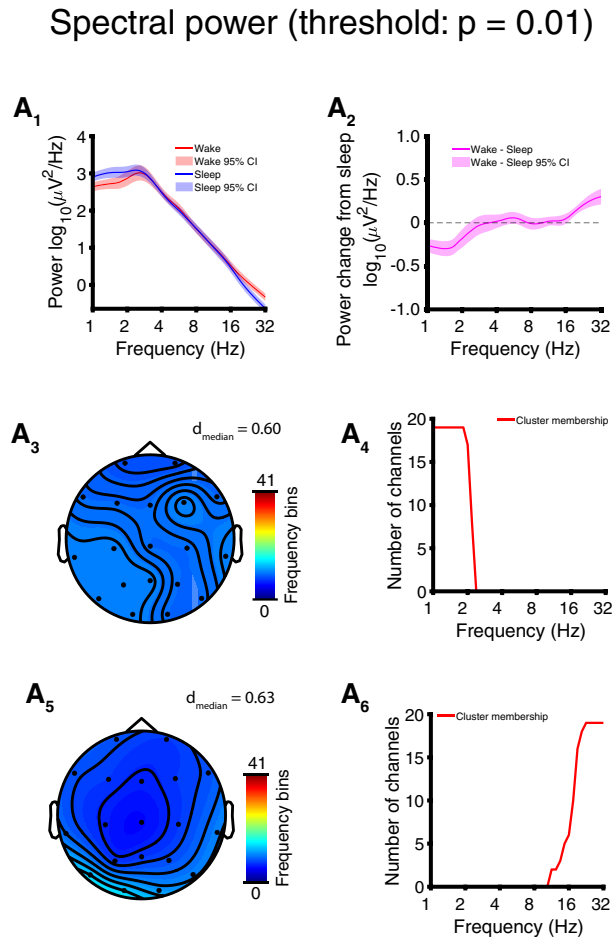 Spectral power (threshold: p = 0.01)
A1
4
3
2
1
0
Power log10(μV2/Hz)
Wake
Wake 95% CI
Sleep
Sleep 95% CI
1 2 4 8 16 32
Frequency (Hz)
A2
1.0
0.5
0
-0.5
-1.0
Power change from sleep
log10(μV2/Hz)
Wake - Sleep
Wake - Sleep 95% CI
1 2 4 8 16 32
Frequency (Hz)
A3
dmedian = 0.60
41
0
Frequency bins
A4
20
15
10
5
0
Number of channels
Cluster membership
1 2 4 8 16 32
Frequency (Hz)
A5
dmedian = 0.63
41
0
Frequency bins
A6
20
15
10
5
0
Number of channels
Cluster membership
1 2 4 8 16 32
Frequency (Hz)